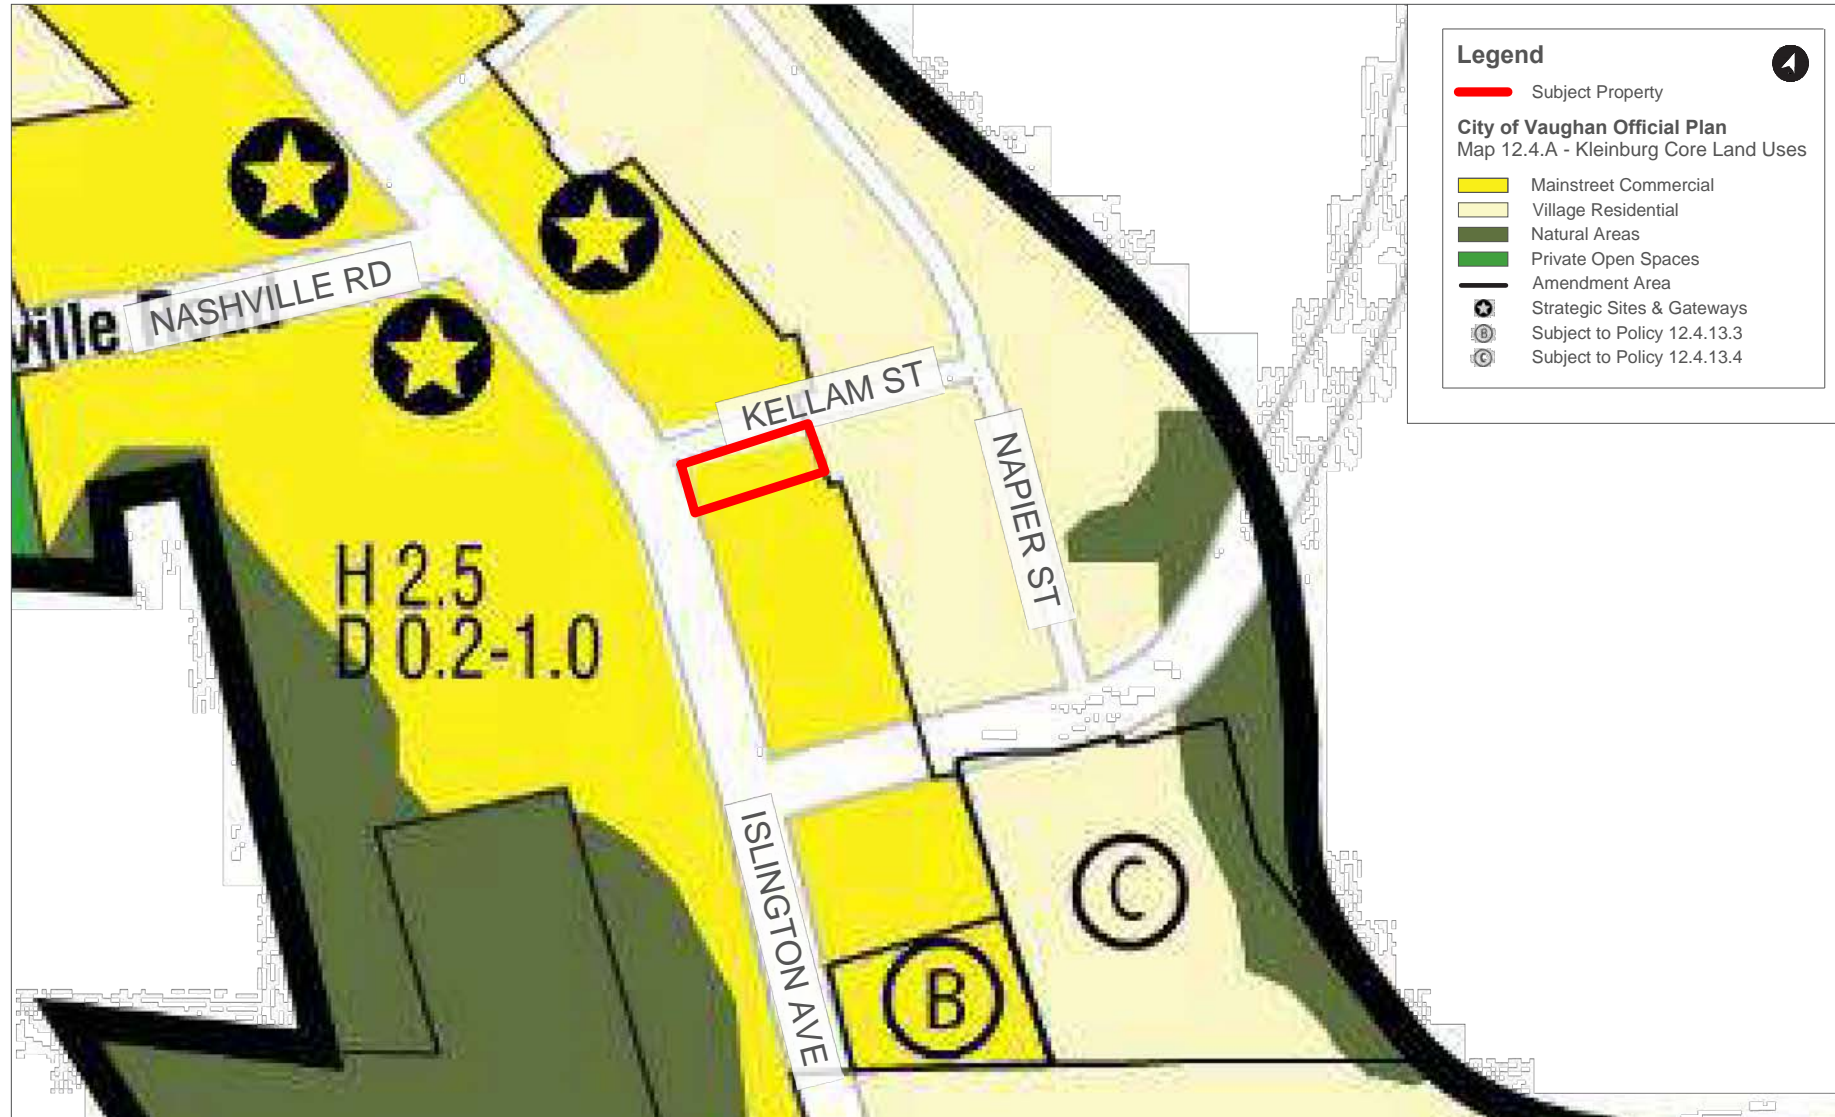 Legend
Subject Property
City of Vaughan Official Plan
Map 12.4.A - Kleinburg Core Land Uses
Mainstreet Commercial
Village Residential
Natural Areas
Private Open Spaces
Amendment Area
Strategic Sites & Gateways
B Subject to Policy 12.4.13.3
C Subject to Policy 12.4.13.4
NASHVILLE RD
ville
KELLAM ST
NAPIER ST
H 2.5
D 0.2-1.0
ISLINGTON AVE
C
B